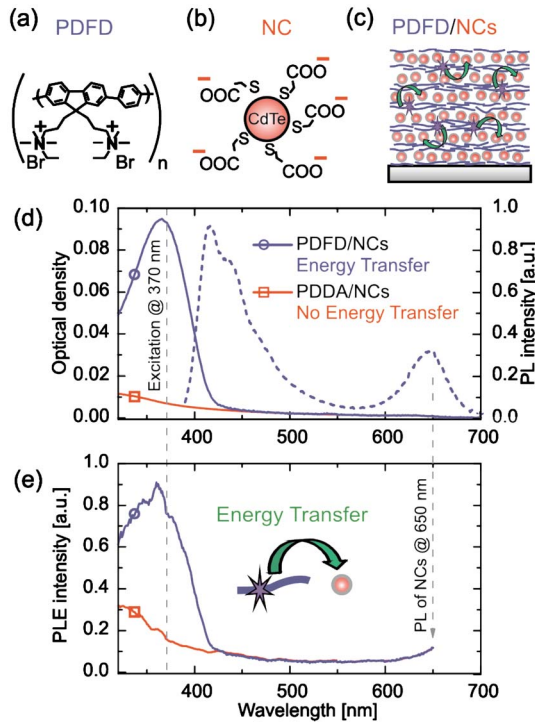 (a) PDFD
(b) NC
(c) PDFD/NCs
+ +
N N
Br Br
n
COO
OOC S S COO
CdTe
S S COO
OOC S
COO
(d)
0.10
0.08
0.06
0.04
0.02
0.00
Optical density
Excitation @ 370 nm
PDFD/NCs
Energy Transfer
PDDA/NCs
No Energy Transfer
1.0
0.8
0.6
0.4
0.2
0.0
PL intensity [a.u.]
400 500 600 700
(e)
1.0
0.8
0.6
0.4
0.2
0.0
PLE intensity [a.u.]
Energy Transfer
PL of NCs @ 650 nm
400 500 600 700
Wavelength [nm]